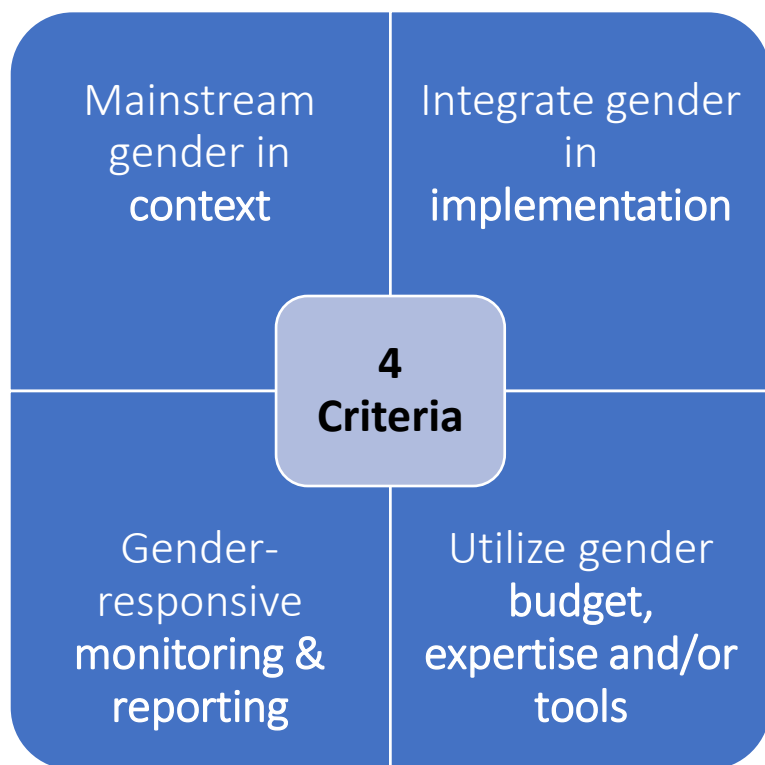 Mainstream
gender in
context
Integrate gender
in
implementation
4
Criteria
Gender-
responsive
monitoring &
reporting
Utilize gender
budget,
expertise and/or
tools